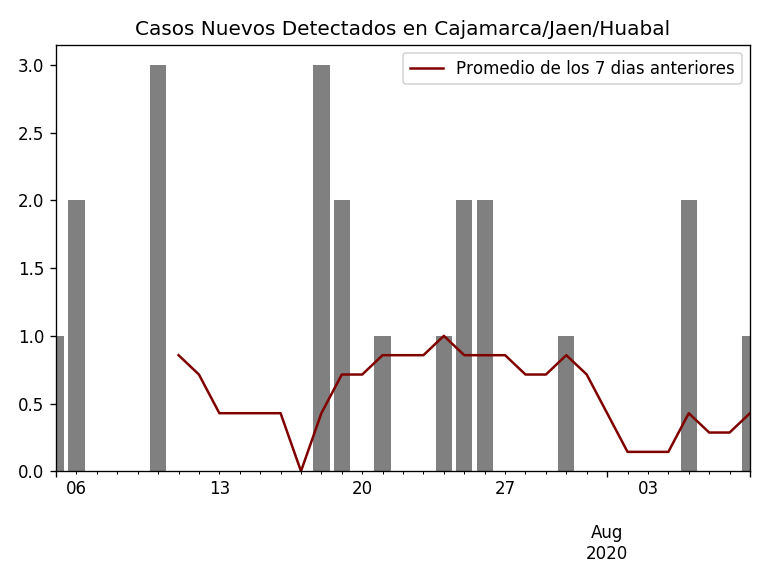 Casos Nuevos Detectados en Cajamarca/Jaen/Huabal
Promedio de los 7 dias anteriores
3.0
2.5
2.0
1.5
1.0
0.5
0.0
06 13 20 27 03
Aug
2020